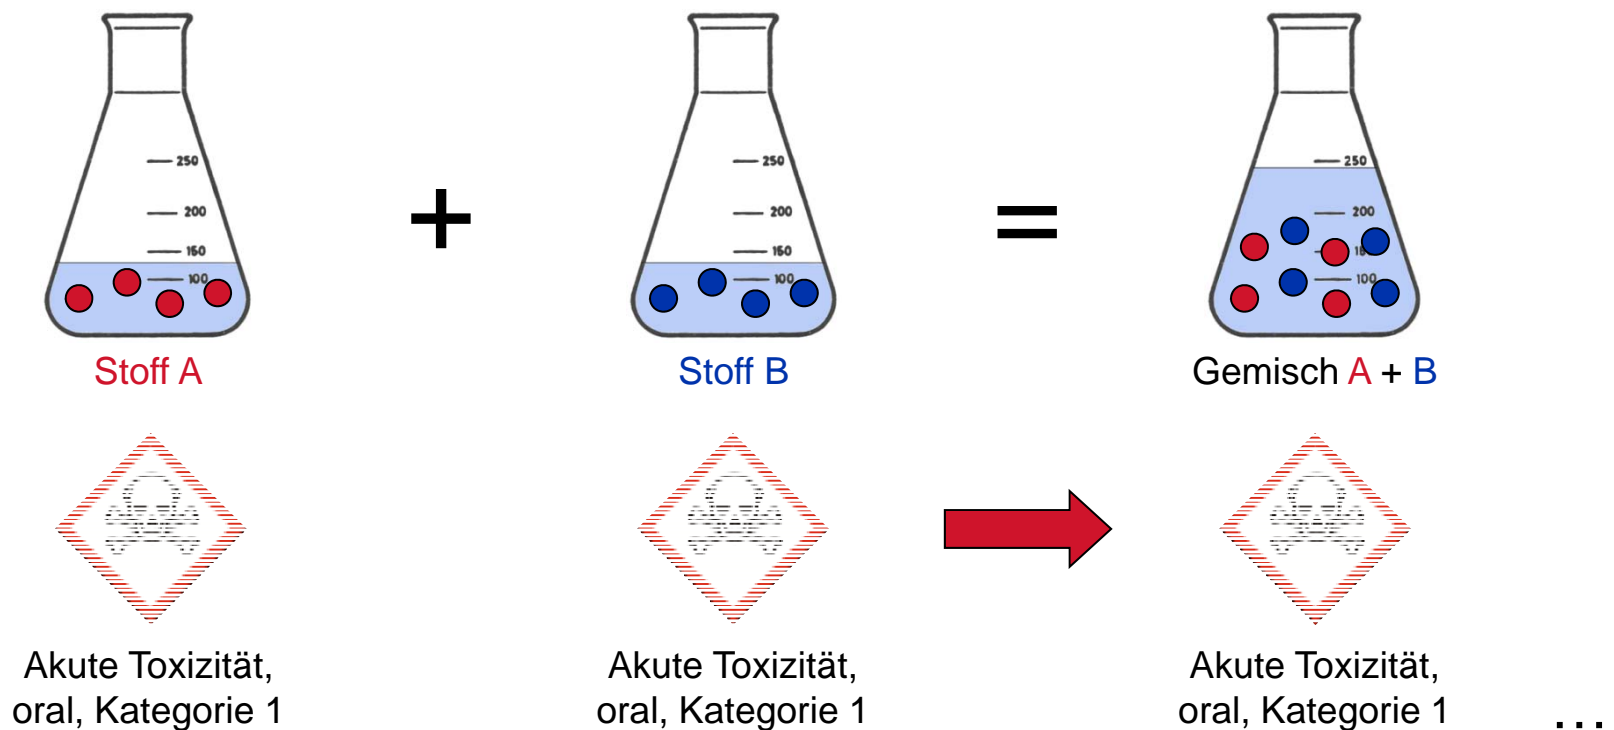 250
200
150
100
+
250
200
150
100
=
250
200
100
Stoff A
Stoff B
Gemisch A + B
Akute Toxizität,
oral, Kategorie 1
Akute Toxizität,
oral, Kategorie 1
Akute Toxizität,
oral, Kategorie 1
...